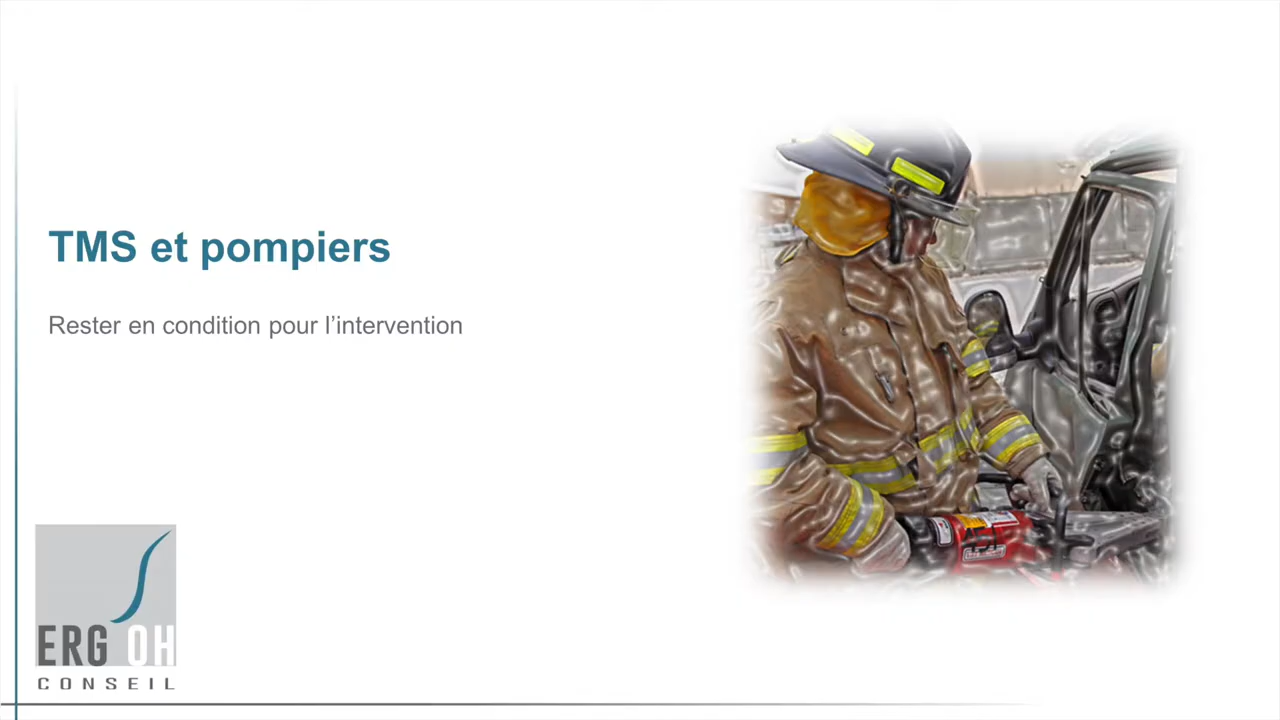 TMS et pompiers
Rester en condition pour l’intervention
ERG OH
CONSEIL